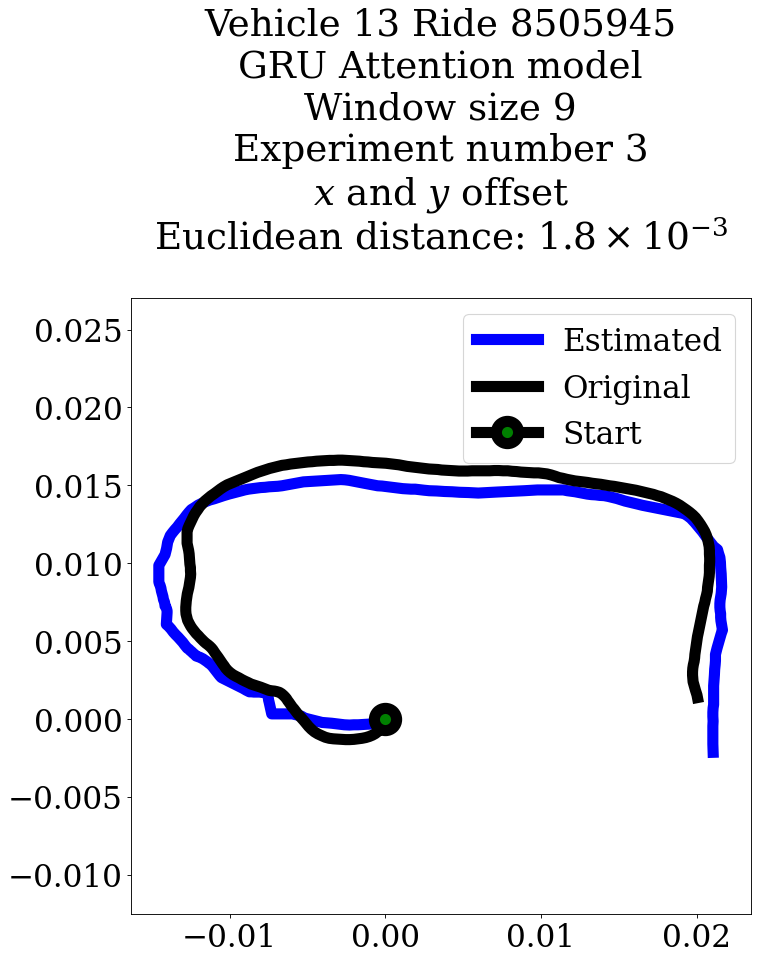 Vehicle 13 Ride 8505945
GRU Attention model
Window size 9
Experiment number 3
x and y offset
Euclidean distance: 1.8 × 10⁻³
Estimated
Original
Start
0.025
0.020
0.015
0.010
0.005
0.000
−0.005
−0.010
−0.01 0.00 0.01 0.02